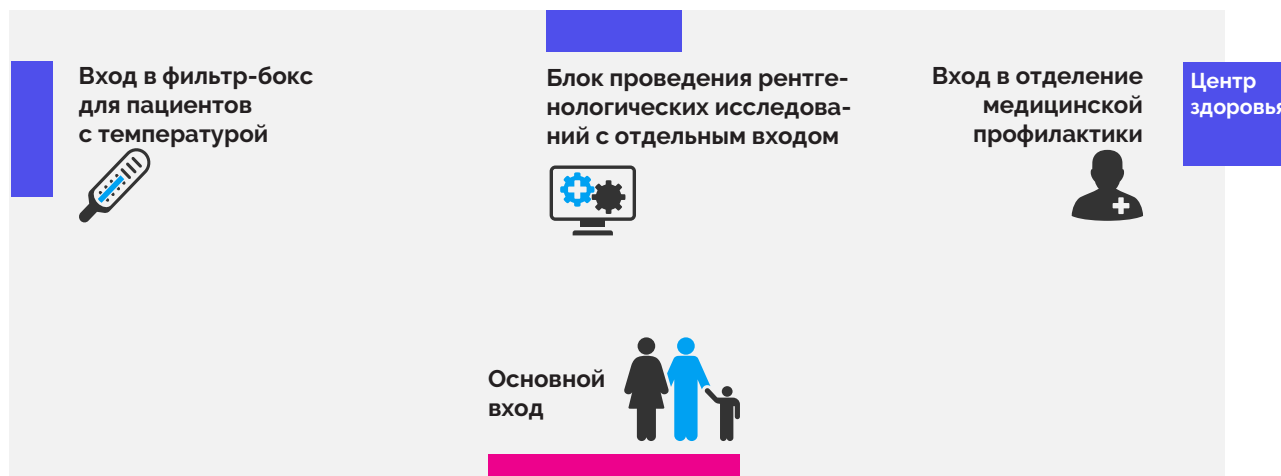 Вход в фильтр-бокс
для пациентов
с температурой
Блок проведения рентге-
нологических исследова-
ний с отдельным входом
Вход в отделение
медицинской
профилактики
Центр
здоровья
Основной
вход